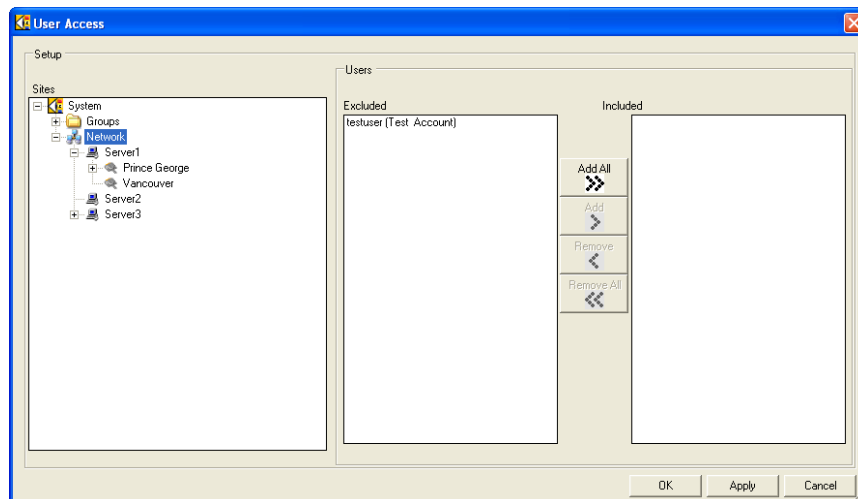 User Access
Setup
Sites
System
Groups
Network
Server1
Prince George
Vancouver
Server2
Server3
Users
Excluded
testuser (Test Account)
Add All
Add
Remove
Remove All
Included
OK
Apply
Cancel